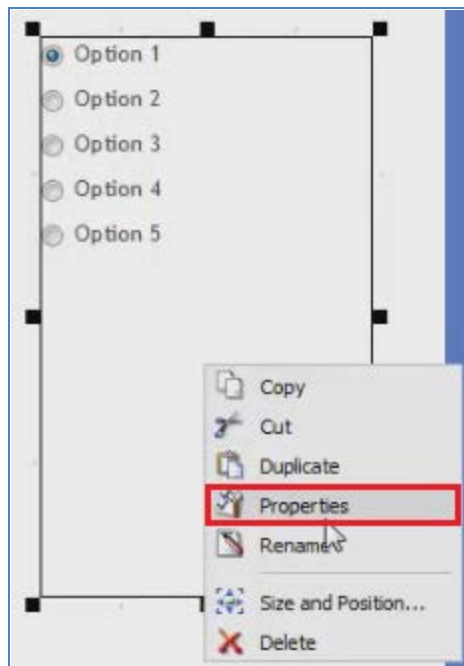 Option 1
Option 2
Option 3
Option 4
Option 5
Copy
Cut
Duplicate
Properties
Rename
Size and Position...
Delete